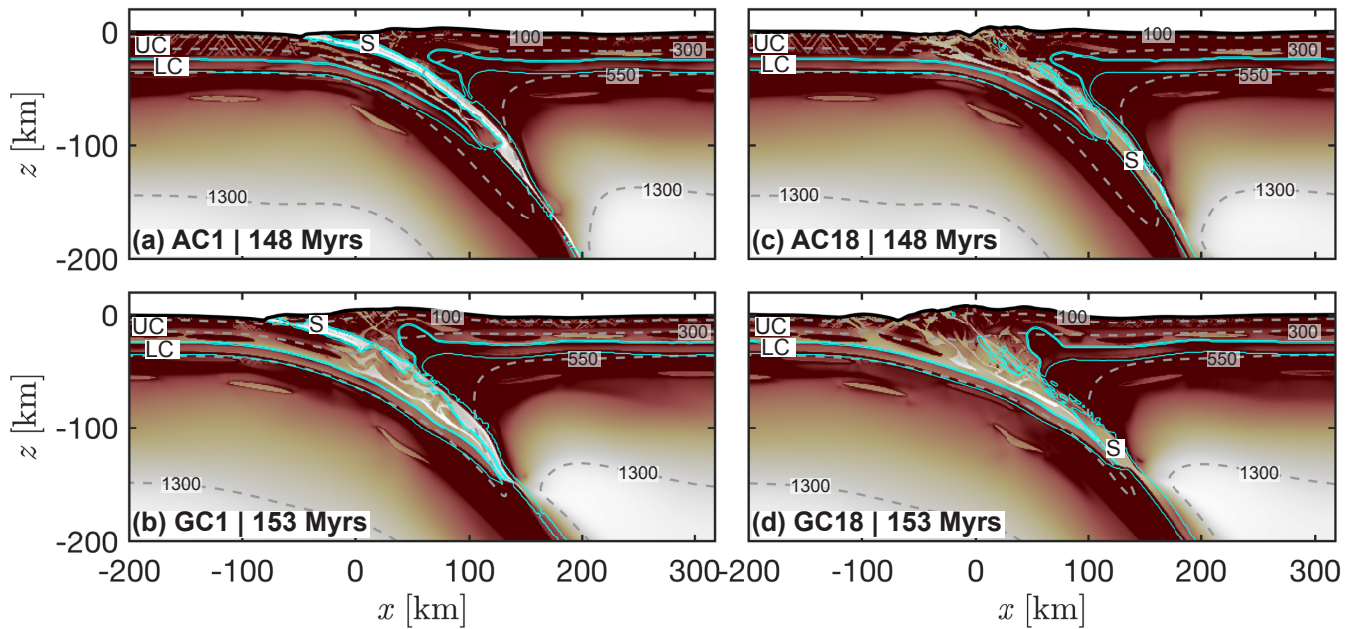 0
-100
-200
z [km]
UC
LC
S
100
300
550
1300
1300
(a) AC1 | 148 Myrs
UC
LC
100
300
550
S
1300
1300
(c) AC18 | 148 Myrs
0
-100
-200
z [km]
UC
LC
S
100
300
550
1300
1300
(b) GC1 | 153 Myrs
-200
-100
0
100
200
300
x [km]
UC
LC
100
300
550
S
1300
1300
(d) GC18 | 153 Myrs
-200
-100
0
100
200
300
x [km]